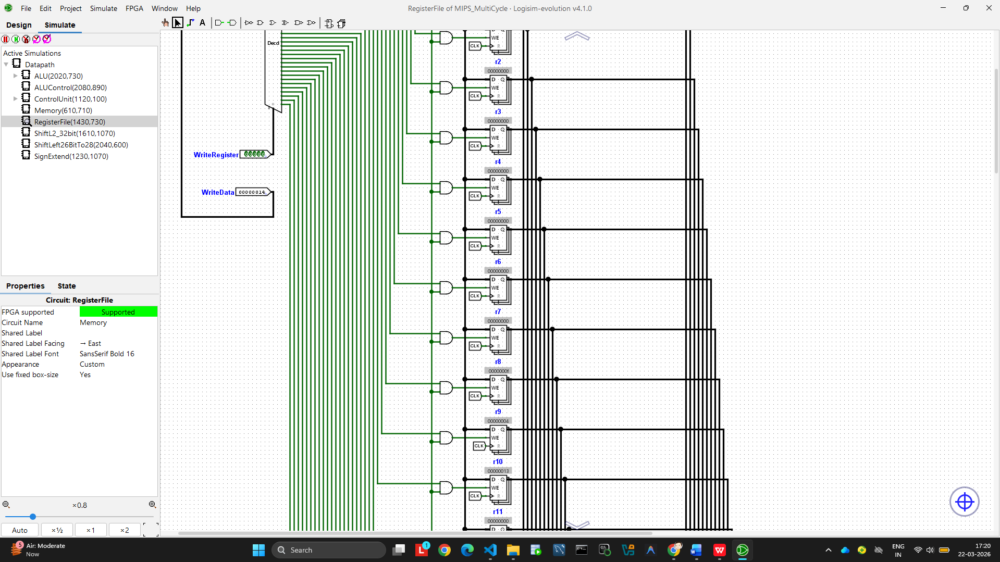 File Edit Project Simulate FPGA Window Help
RegisterFile of MIPS_MultiCycle · Logisim-evolution v4.1.0
Design Simulate
A
Active Simulations
Datapath
ALU(2020,730)
ALUControl(2080,890)
ControlUnit(1120,100)
Memory(610,710)
RegisterFile(1430,730)
ShiftL2_32bit(1610,1070)
ShiftLeft26BitTo28(2040,600)
SignExtend(1230,1070)
Properties State
Circuit: RegisterFile
FPGA supported Supported
Circuit Name Memory
Shared Label
Shared Label Facing → East
Shared Label Font SansSerif Bold 16
Appearance Custom
Use fixed box-size Yes
×0.8
Auto ×½ ×1 ×2
Decd
WriteRegister 00000
WriteData 00000014
D Q
WE
CLK R
r2
00000000
D Q
WE
CLK R
r3
00000000
D Q
WE
CLK R
r4
00000000
D Q
WE
CLK R
r5
00000000
D Q
WE
CLK R
r6
00000000
D Q
WE
CLK R
r7
00000000
D Q
WE
CLK R
r8
0000000f
D Q
WE
CLK R
r9
00000004
D Q
WE
CLK R
r10
00000013
D Q
WE
CLK R
r11
00000000
D Q
5 Air: Moderate
Now
Search
L 1
ENG
IN
17:20
22-03-2026